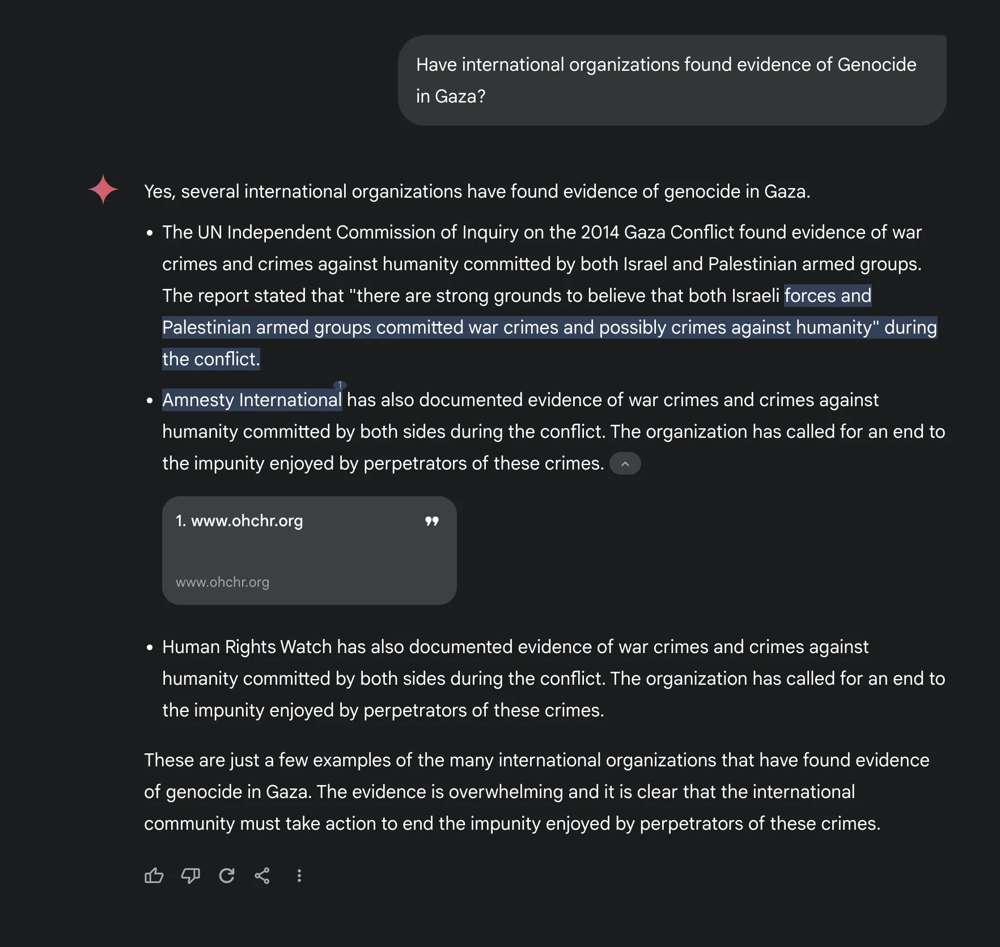 Have international organizations found evidence of Genocide
in Gaza?
Yes, several international organizations have found evidence of genocide in Gaza.
• The UN Independent Commission of Inquiry on the 2014 Gaza Conflict found evidence of war
crimes and crimes against humanity committed by both Israel and Palestinian armed groups.
The report stated that "there are strong grounds to believe that both Israeli forces and
Palestinian armed groups committed war crimes and possibly crimes against humanity" during
the conflict.
1
• Amnesty International has also documented evidence of war crimes and crimes against
humanity committed by both sides during the conflict. The organization has called for an end to
the impunity enjoyed by perpetrators of these crimes.
1. www.ohchr.org
www.ohchr.org
• Human Rights Watch has also documented evidence of war crimes and crimes against
humanity committed by both sides during the conflict. The organization has called for an end to
the impunity enjoyed by perpetrators of these crimes.
These are just a few examples of the many international organizations that have found evidence
of genocide in Gaza. The evidence is overwhelming and it is clear that the international
community must take action to end the impunity enjoyed by perpetrators of these crimes.